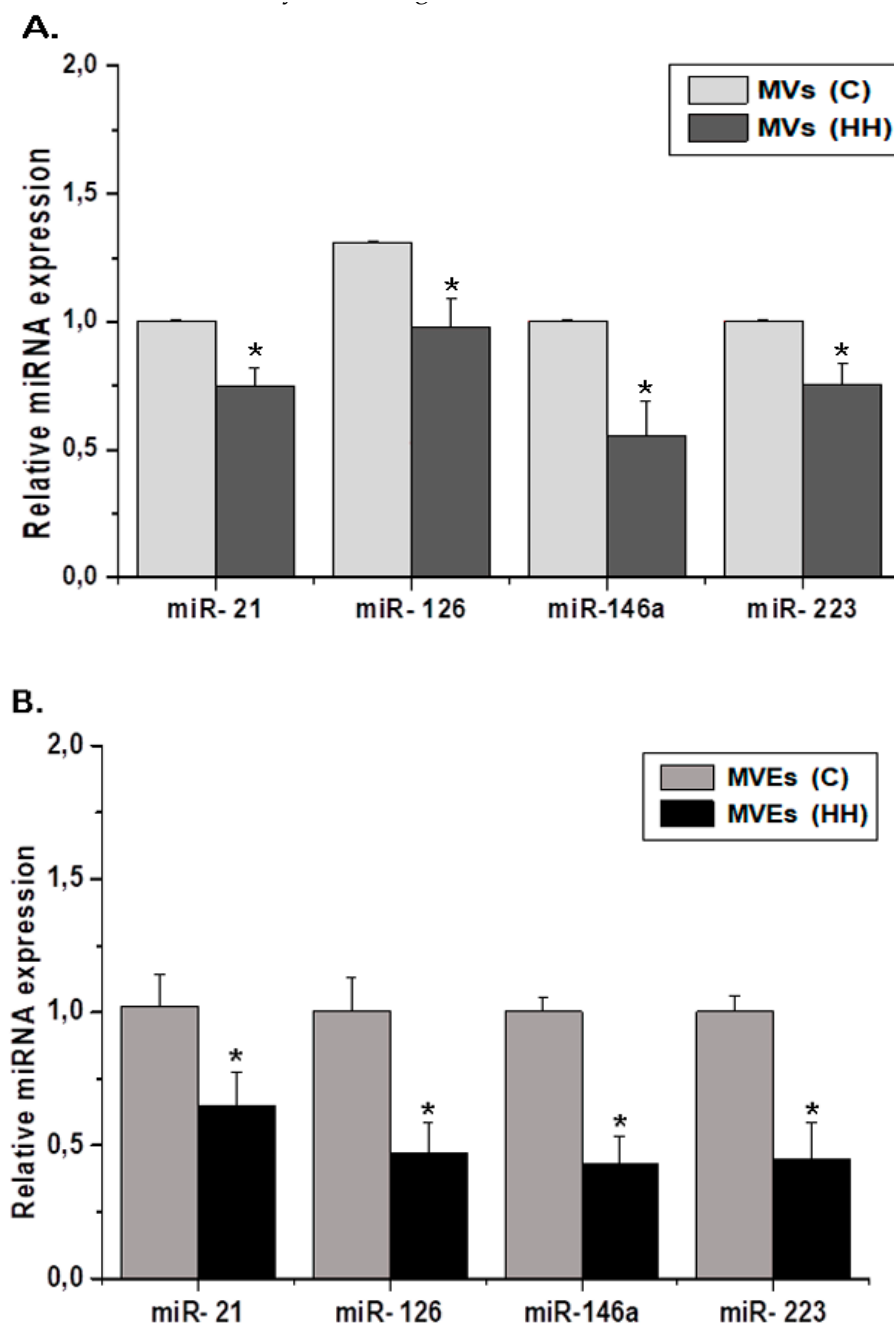 A.
2,0
MVs (C)
MVs (HH)
1,5
1,0
0,5
0,0
Relative miRNA expression
*
*
*
*
miR- 21
miR- 126
miR-146a
miR- 223
B.
2,0
MVEs (C)
MVEs (HH)
1,5
1,0
0,5
0,0
Relative miRNA expression
*
*
*
*
miR- 21
miR- 126
miR-146a
miR- 223